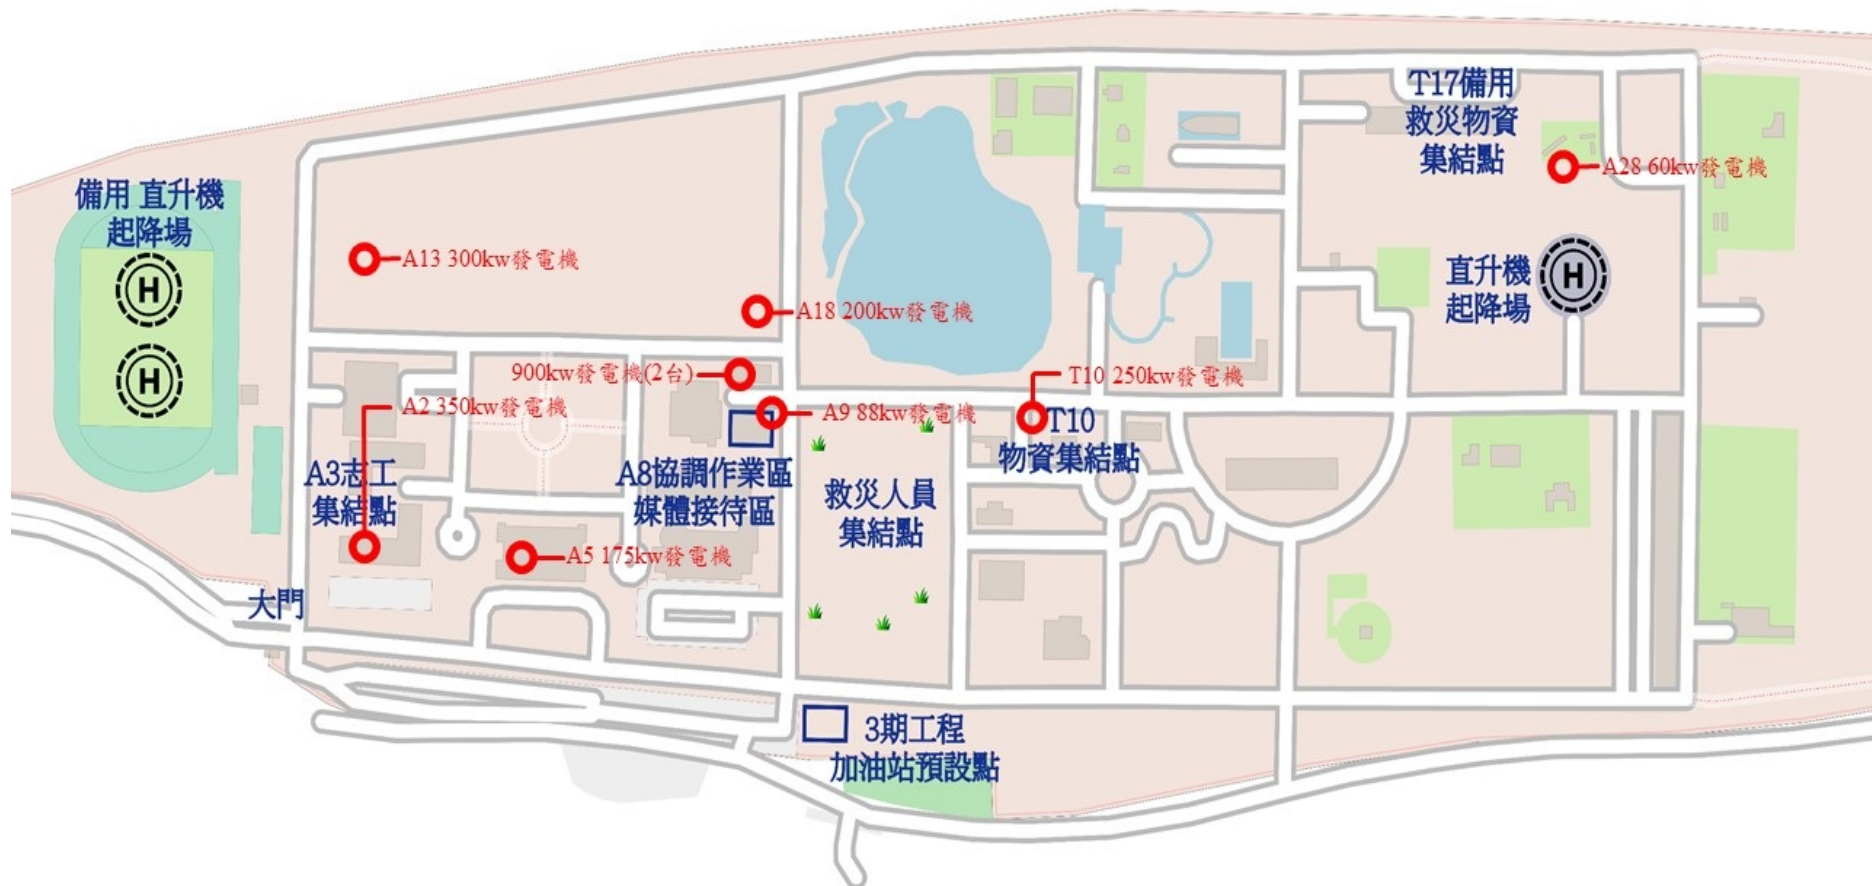 T17備用
救災物資
集結點
A28 60kw發電機
備用 直升機
起降場
H
H
A13 300kw發電機
直升機
起降場
H
A18 200kw發電機
900kw發電機(2台)
T10 250kw發電機
A2 350kw發電機
A9 88kw發電機
T10
物資集結點
A3志工
集結點
A8協調作業區
媒體接待區
救災人員
集結點
A5 175kw發電機
大門
3期工程
加油站預設點